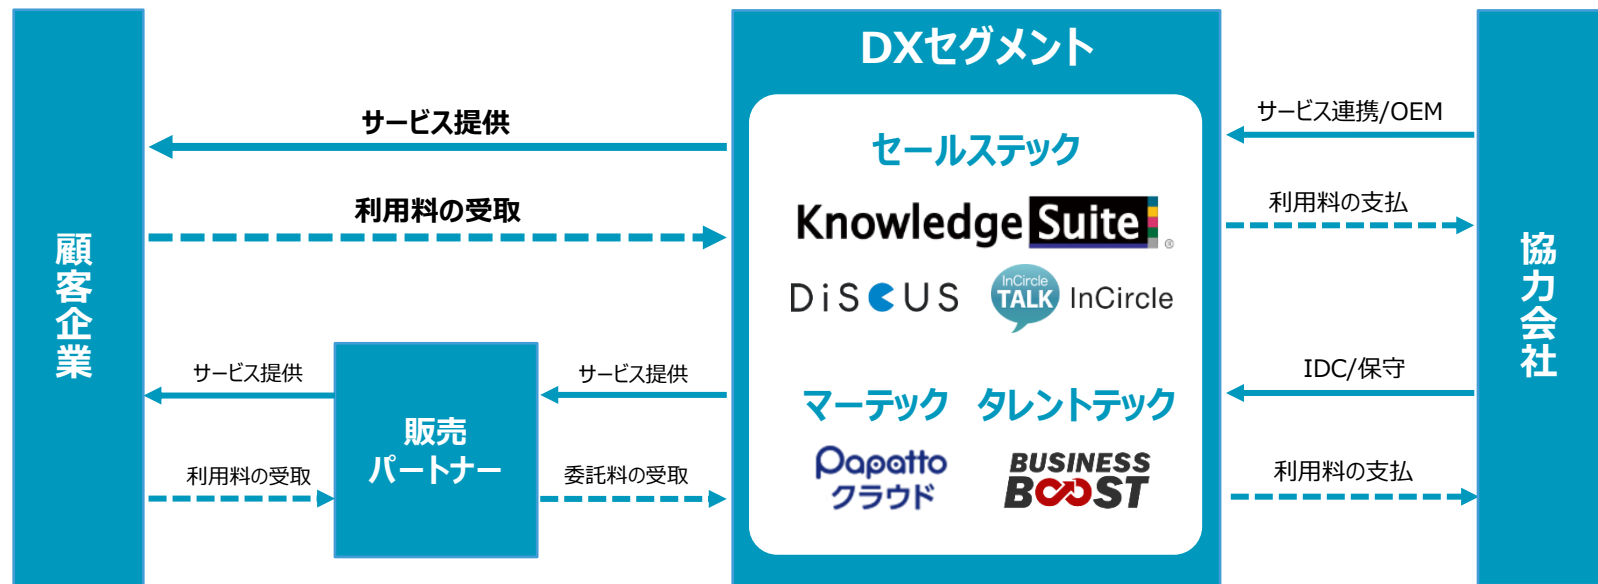 DXセグメント
サービス提供
利用料の受取
顧客企業
サービス提供
利用料の受取
販売
パートナー
サービス提供
委託料の受取
セールステック
Knowledge Suite ®
DiSCUS
InCircle
TALK
InCircle
マーテック
Papatto
クラウド
タレントテック
BUSINESS
BOOST
サービス連携/OEM
利用料の支払
IDC/保守
利用料の支払
協力会社